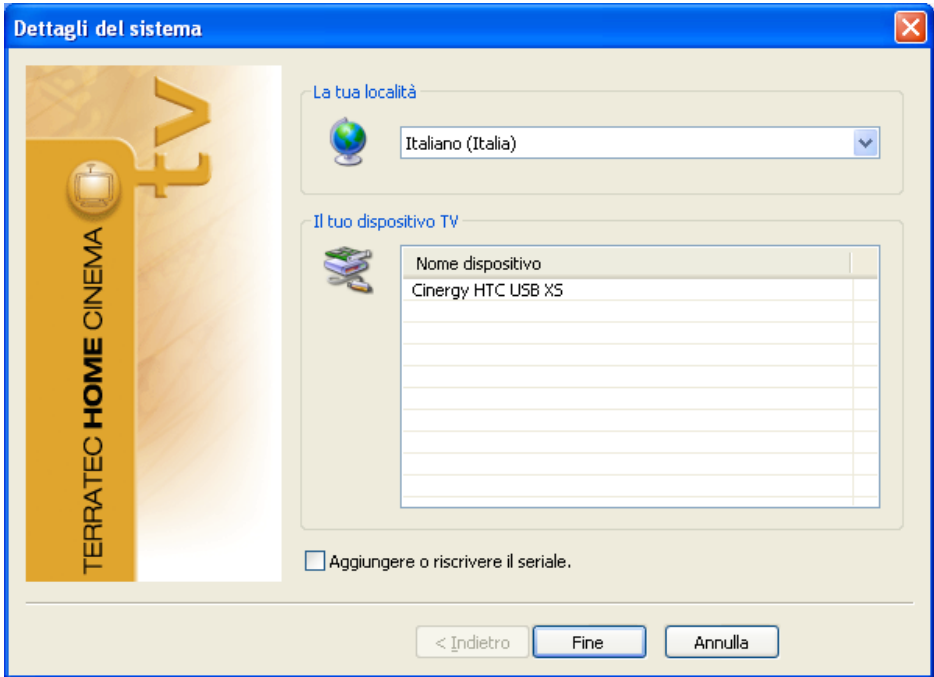 Dettagli del sistema
tv
TERRATEC HOME CINEMA
La tua località
Italiano (Italia)
Il tuo dispositivo TV
Nome dispositivo
Cinergy HTC USB XS
Aggiungere o riscrivere il seriale.
< Indietro
Fine
Annulla